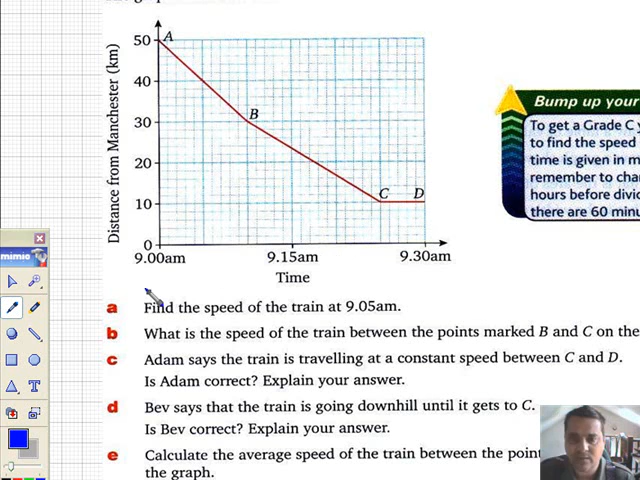 Distance from Manchester (km)
50
40
30
20
10
0
A
B
C
D
9.00am
9.15am
9.30am
Time
Bump up your
To get a Grade C y
to find the speed
time is given in m
remember to cha
hours before divid
there are 60 minu
mimio
T
a Find the speed of the train at 9.05am.
b What is the speed of the train between the points marked B and C on the
c Adam says the train is travelling at a constant speed between C and D.
Is Adam correct? Explain your answer.
d Bev says that the train is going downhill until it gets to C.
Is Bev correct? Explain your answer.
e Calculate the average speed of the train between the point
the graph.